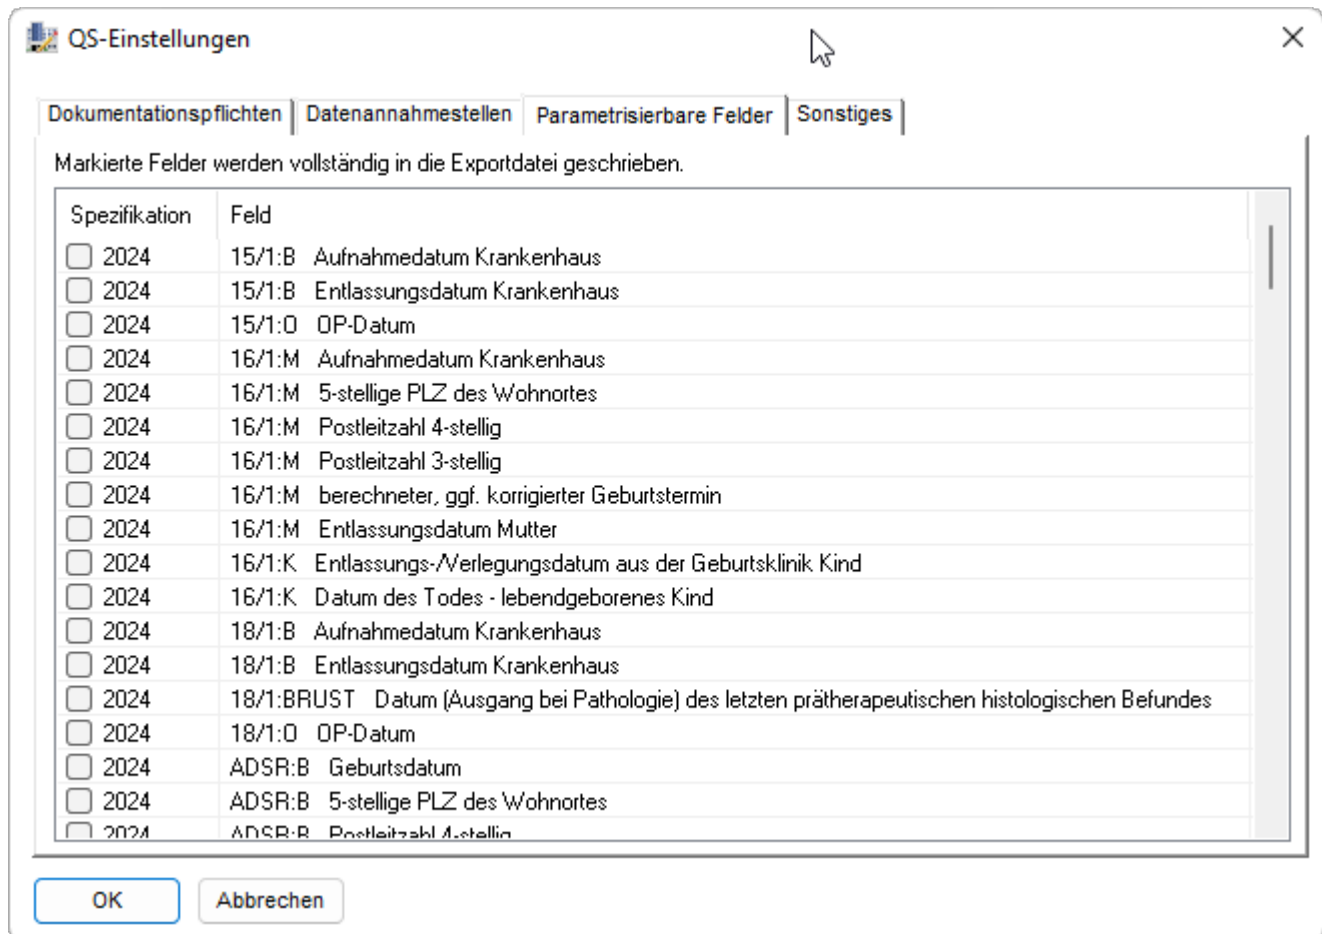 QS-Einstellungen
Dokumentationspflichten Datenannahmestellen Parametrisierbare Felder Sonstiges
Markierte Felder werden vollständig in die Exportdatei geschrieben.
Spezifikation Feld
2024 15/1:B Aufnahmedatum Krankenhaus
2024 15/1:B Entlassungsdatum Krankenhaus
2024 15/1:O OP-Datum
2024 16/1:M Aufnahmedatum Krankenhaus
2024 16/1:M 5-stellige PLZ des Wohnortes
2024 16/1:M Postleitzahl 4-stellig
2024 16/1:M Postleitzahl 3-stellig
2024 16/1:M berechneter, ggf. korrigierter Geburtstermin
2024 16/1:M Entlassungsdatum Mutter
2024 16/1:K Entlassungs-/Verlegungsdatum aus der Geburtsklinik Kind
2024 16/1:K Datum des Todes - lebendgeborenes Kind
2024 18/1:B Aufnahmedatum Krankenhaus
2024 18/1:B Entlassungsdatum Krankenhaus
2024 18/1:BRUST Datum (Ausgang bei Pathologie) des letzten prätherapeutischen histologischen Befundes
2024 18/1:O OP-Datum
2024 ADSR:B Geburtsdatum
2024 ADSR:B 5-stellige PLZ des Wohnortes
2024 ADSR:B Postleitzahl 4-stellig
OK Abbrechen